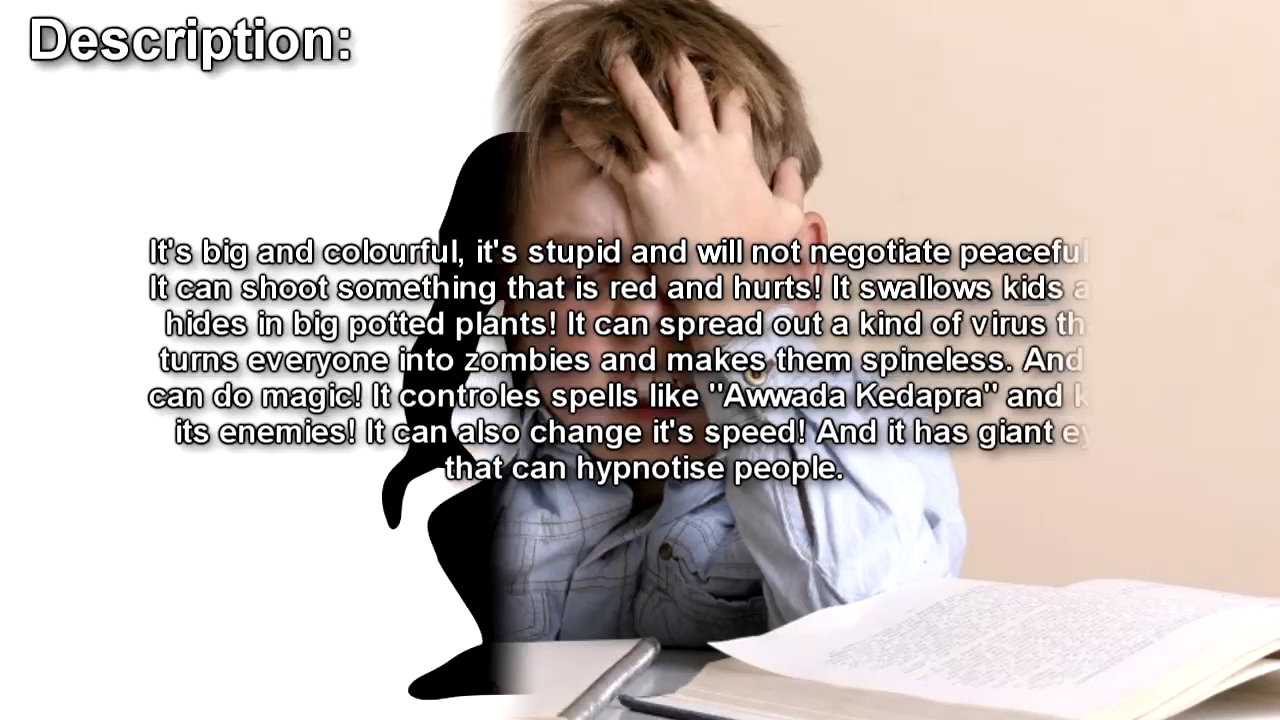 Description:
It's big and colourful, it's stupid and will not negotiate
It can shoot something that is red and hurts! It swallows kids
hides in big potted plants! It can spread out a kind of virus
turns everyone into zombies and makes them spineless. And
can do magic! It controles spells like "Awwada Kedapra" and
its enemies! It can also change it's speed! And it has giant
that can hypnotise people.